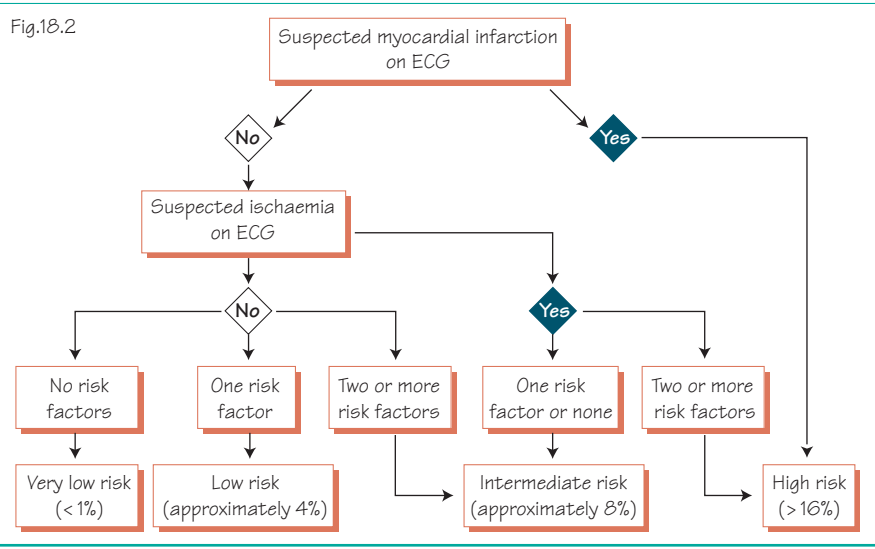 Fig.18.2
Suspected myocardial infarction
on ECG
No
Yes
Suspected ischaemia
on ECG
No
Yes
No risk
factors
One risk
factor
Two or more
risk factors
One risk
factor or none
Two or more
risk factors
Very low risk
(< 1%)
Low risk
(approximately 4%)
Intermediate risk
(approximately 8%)
High risk
(> 16%)